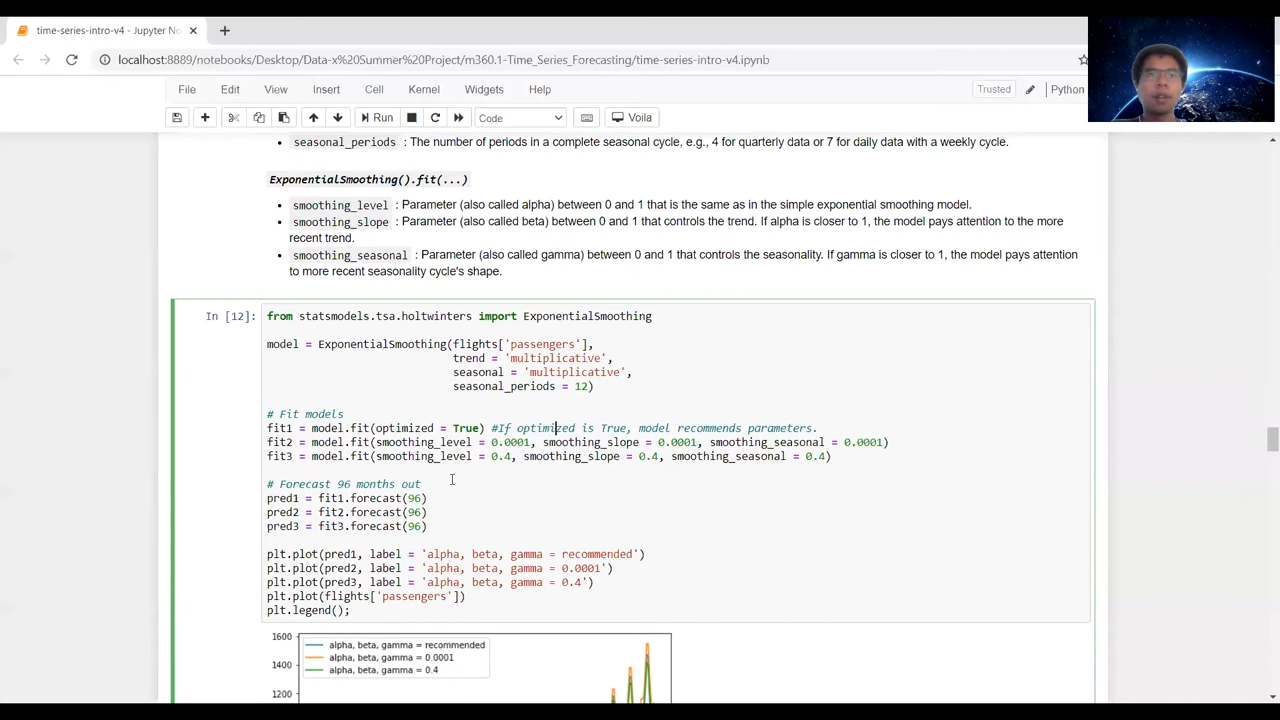 time-series-intro-v4 - Jupyter No
localhost:8889/notebooks/Desktop/Data-x%20Summer%20Project/m360.1-Time_Series_Forecasting/time-series-intro-v4.ipynb
File Edit View Insert Cell Kernel Widgets Help
Trusted
Python
Run
Code
Voila
seasonal_periods : The number of periods in a complete seasonal cycle, e.g., 4 for quarterly data or 7 for daily data with a weekly cycle.
ExponentialSmoothing().fit(...)
smoothing_level : Parameter (also called alpha) between 0 and 1 that is the same as in the simple exponential smoothing model.
smoothing_slope : Parameter (also called beta) between 0 and 1 that controls the trend. If alpha is closer to 1, the model pays attention to the more
recent trend.
smoothing_seasonal : Parameter (also called gamma) between 0 and 1 that controls the seasonality. If gamma is closer to 1, the model pays attention
to more recent seasonality cycle's shape.
In [12]: from statsmodels.tsa.holtwinters import ExponentialSmoothing
model = ExponentialSmoothing(flights['passengers'],
trend = 'multiplicative',
seasonal = 'multiplicative',
seasonal_periods = 12)
# Fit models
fit1 = model.fit(optimized = True) #If optimized is True, model recommends parameters.
fit2 = model.fit(smoothing_level = 0.0001, smoothing_slope = 0.0001, smoothing_seasonal = 0.0001)
fit3 = model.fit(smoothing_level = 0.4, smoothing_slope = 0.4, smoothing_seasonal = 0.4)
# Forecast 96 months out
pred1 = fit1.forecast(96)
pred2 = fit2.forecast(96)
pred3 = fit3.forecast(96)
plt.plot(pred1, label = 'alpha, beta, gamma = recommended')
plt.plot(pred2, label = 'alpha, beta, gamma = 0.0001')
plt.plot(pred3, label = 'alpha, beta, gamma = 0.4')
plt.plot(flights['passengers'])
plt.legend();
1600
alpha, beta, gamma = recommended
alpha, beta, gamma = 0.0001
1400
alpha, beta, gamma = 0.4
1200